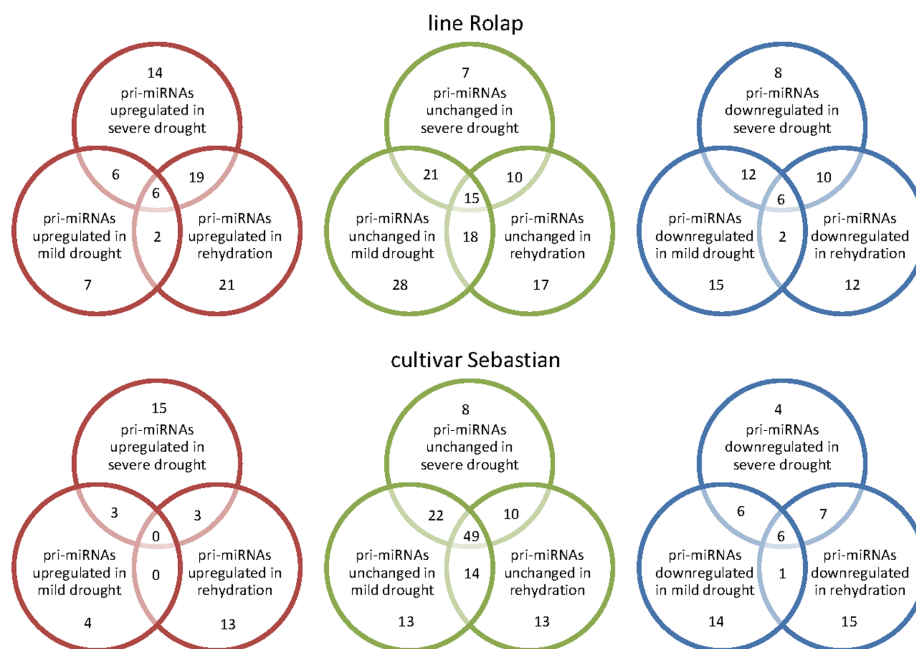 line Rolap
14
pri-miRNAs
upregulated in
severe drought
6
19
6
pri-miRNAs
upregulated in
mild drought
2
pri-miRNAs
upregulated in
rehydration
7
21
7
pri-miRNAs
unchanged in
severe drought
21
10
15
pri-miRNAs
unchanged in
mild drought
18
pri-miRNAs
unchanged in
rehydration
28
17
8
pri-miRNAs
downregulated in
severe drought
12
10
6
pri-miRNAs
downregulated
in mild drought
2
pri-miRNAs
downregulated
in rehydration
15
12
cultivar Sebastian
15
pri-miRNAs
upregulated in
severe drought
3
3
0
pri-miRNAs
upregulated in
mild drought
0
pri-miRNAs
upregulated in
rehydration
4
13
8
pri-miRNAs
unchanged in
severe drought
22
10
49
pri-miRNAs
unchanged in
mild drought
14
pri-miRNAs
unchanged in
rehydration
13
13
4
pri-miRNAs
downregulated in
severe drought
6
7
6
pri-miRNAs
downregulated
in mild drought
1
pri-miRNAs
downregulated
in rehydration
14
15